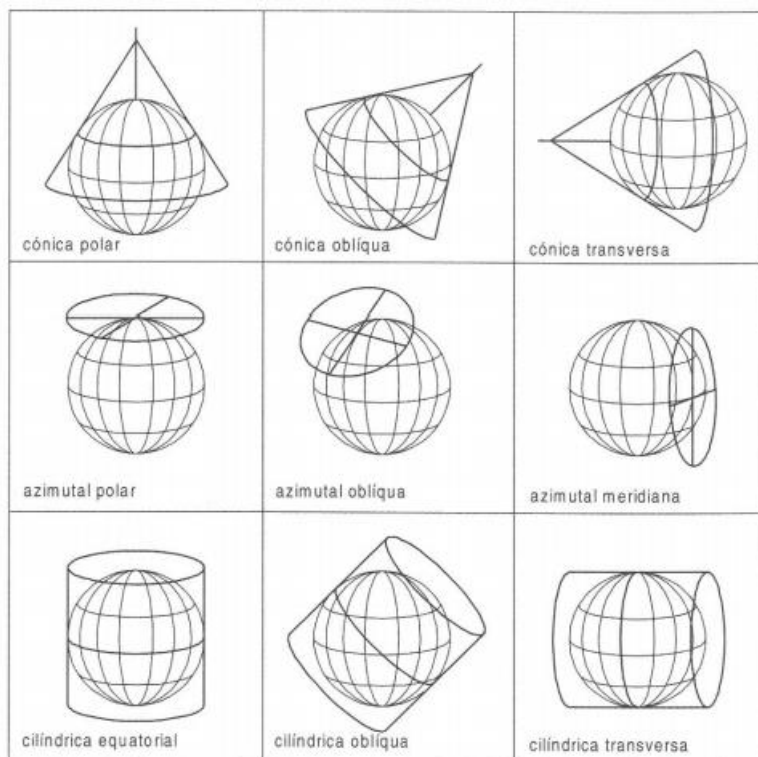 cónica polar
cónica oblíqua
cónica transversa
azimutal polar
azimutal oblíqua
azimutal meridiana
cilíndrica equatorial
cilíndrica oblíqua
cilíndrica transversa